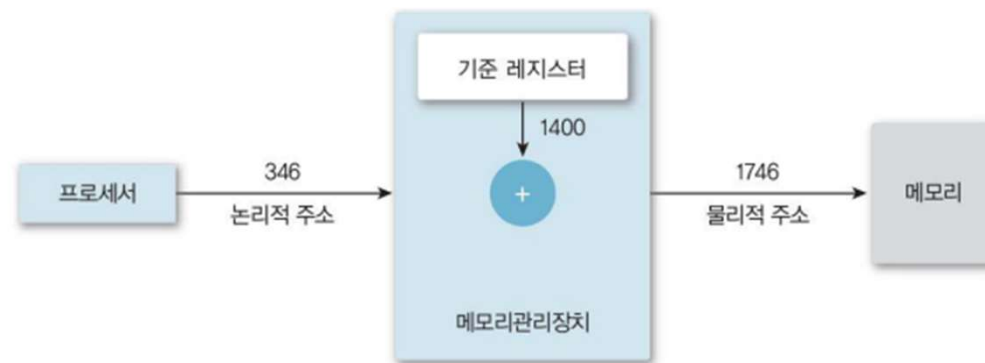 기준 레지스터
1400
프로세서
346
논리적 주소
+
1746
물리적 주소
메모리
메모리관리장치